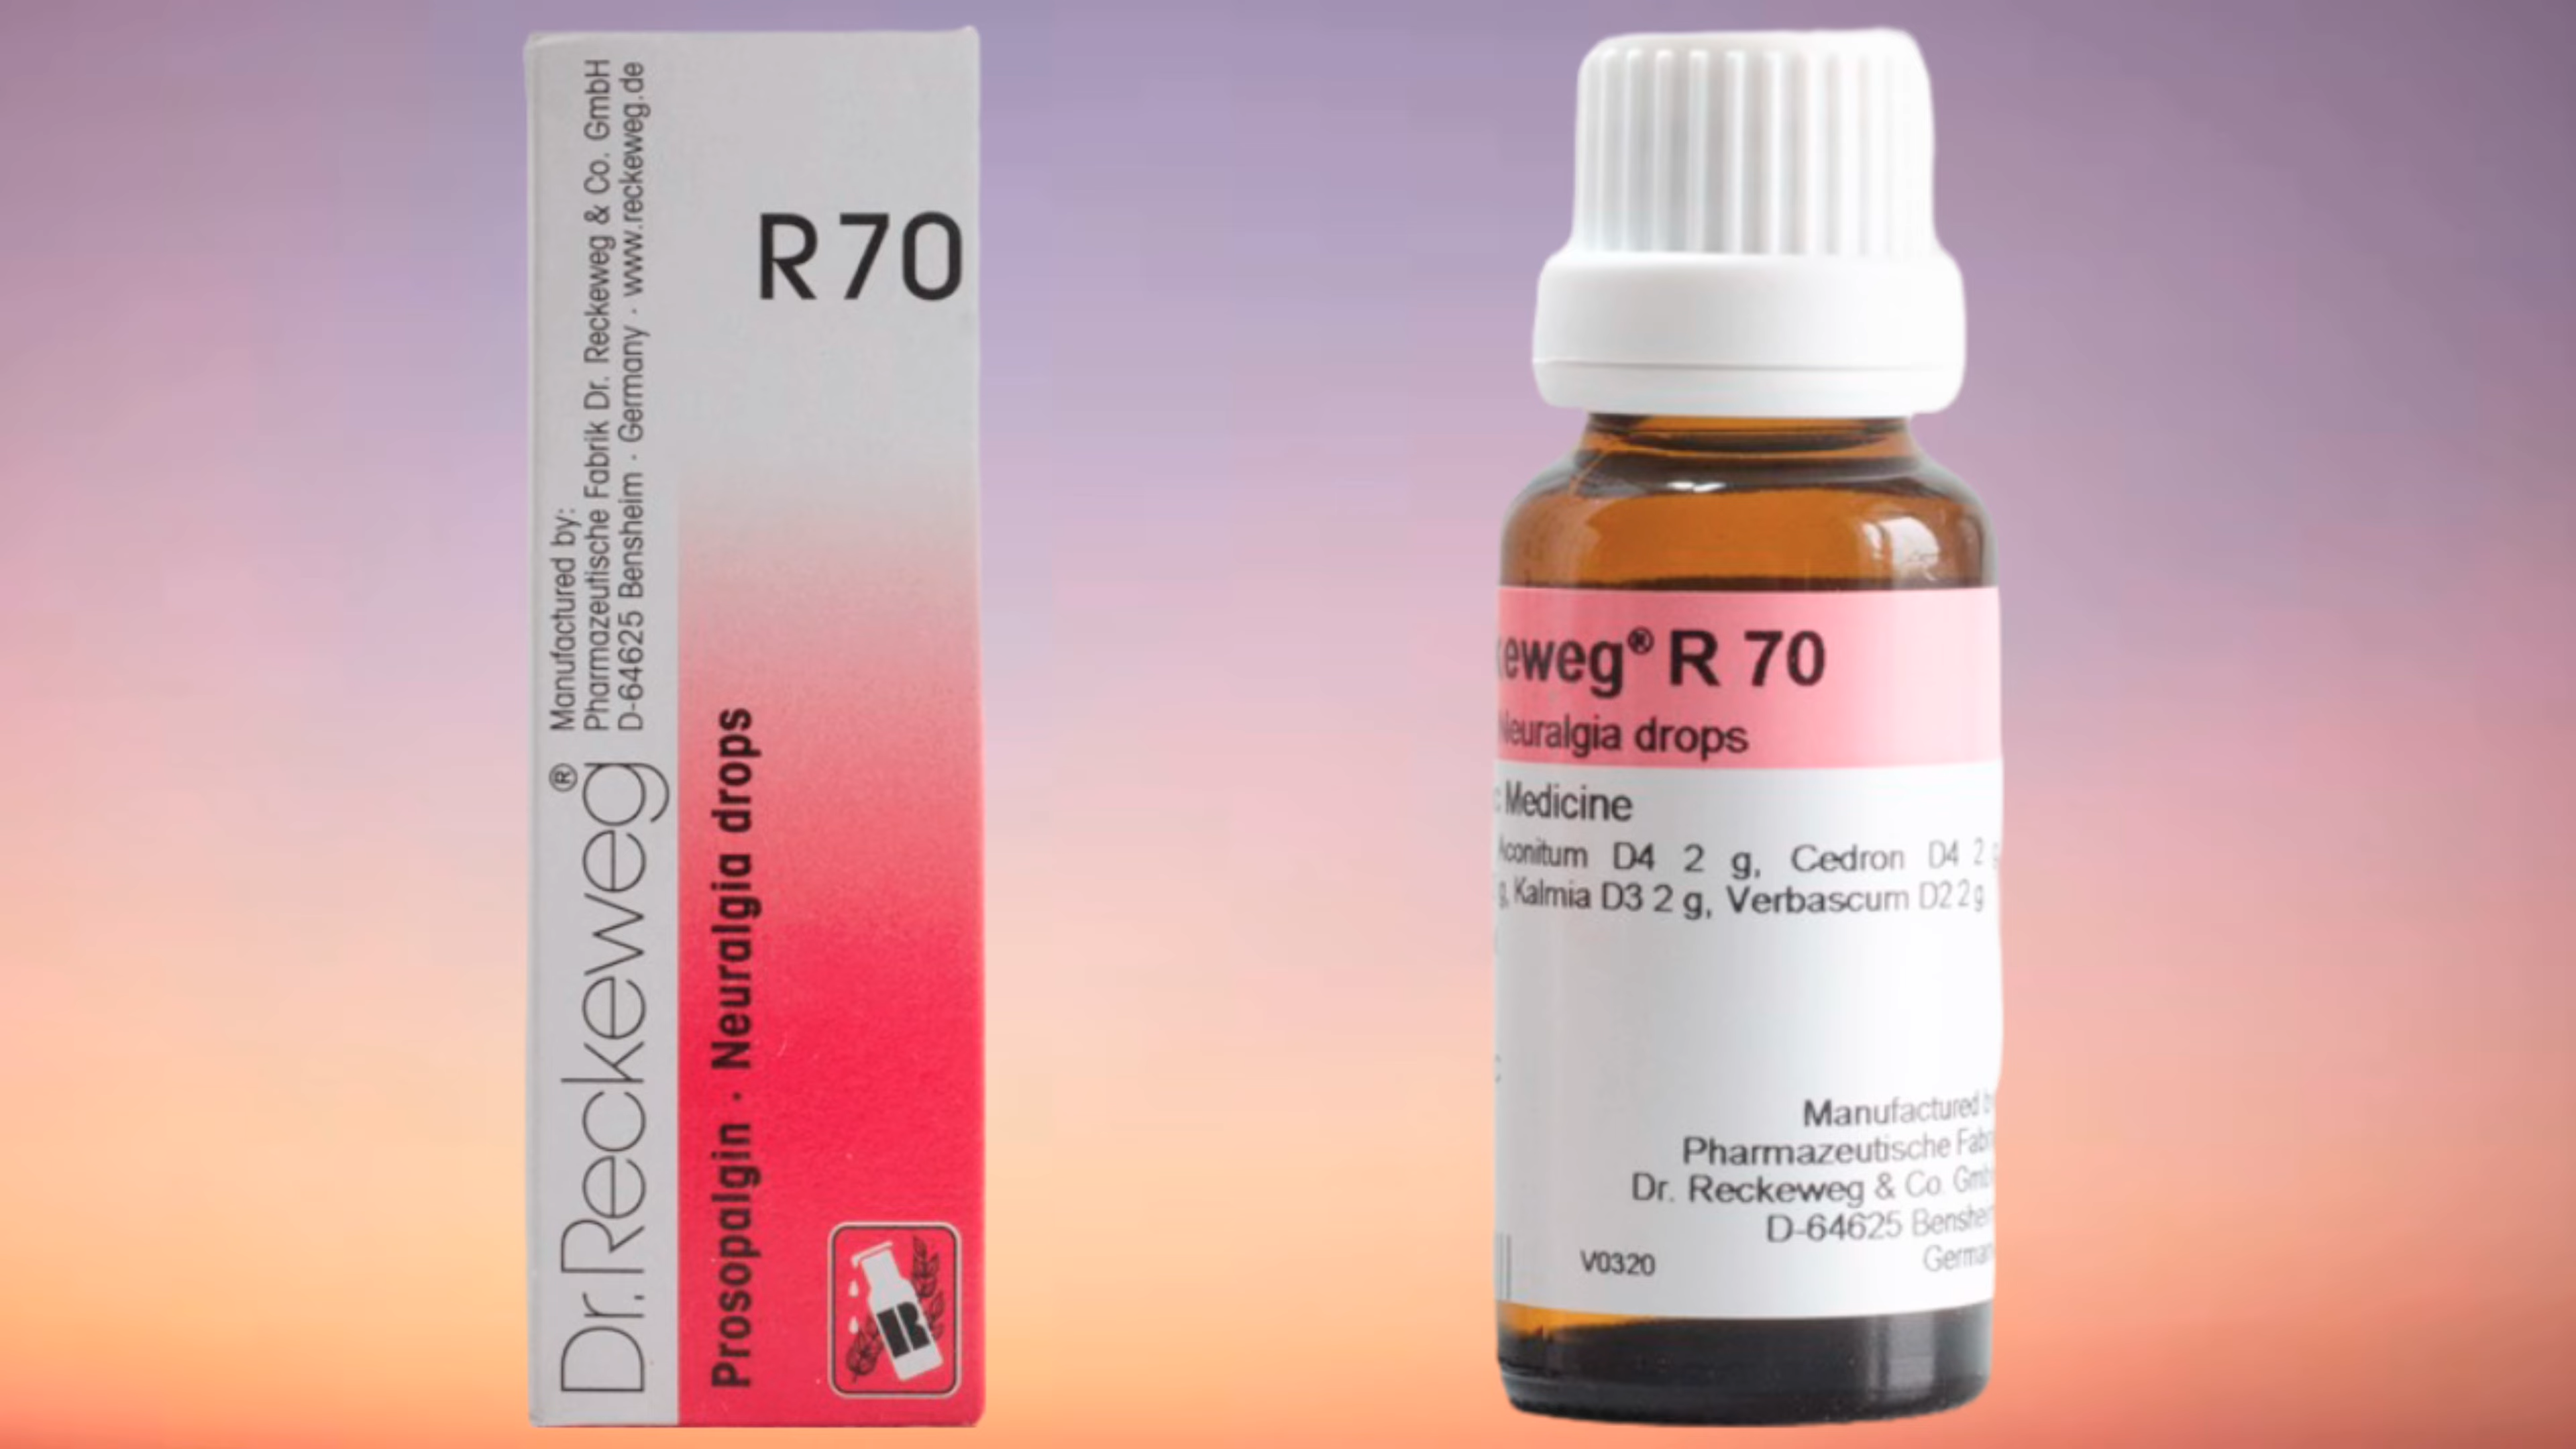 R 70
Dr. Reckeweg®
Manufactured by:
Pharmazeutische Fabrik Dr. Reckeweg & Co. GmbH
D-64625 Bensheim · Germany · www.reckeweg.de
Prosopalgin · Neuralgia drops
R
keweg® R 70
Neuralgia drops
Medicine
Aconitum D4 2 g, Cedron D4 2 g
g, Kalmia D3 2 g, Verbascum D2 2 g
Manufactured
Pharmazeutische
Dr. Reckeweg & Co.
D-64625
V0320